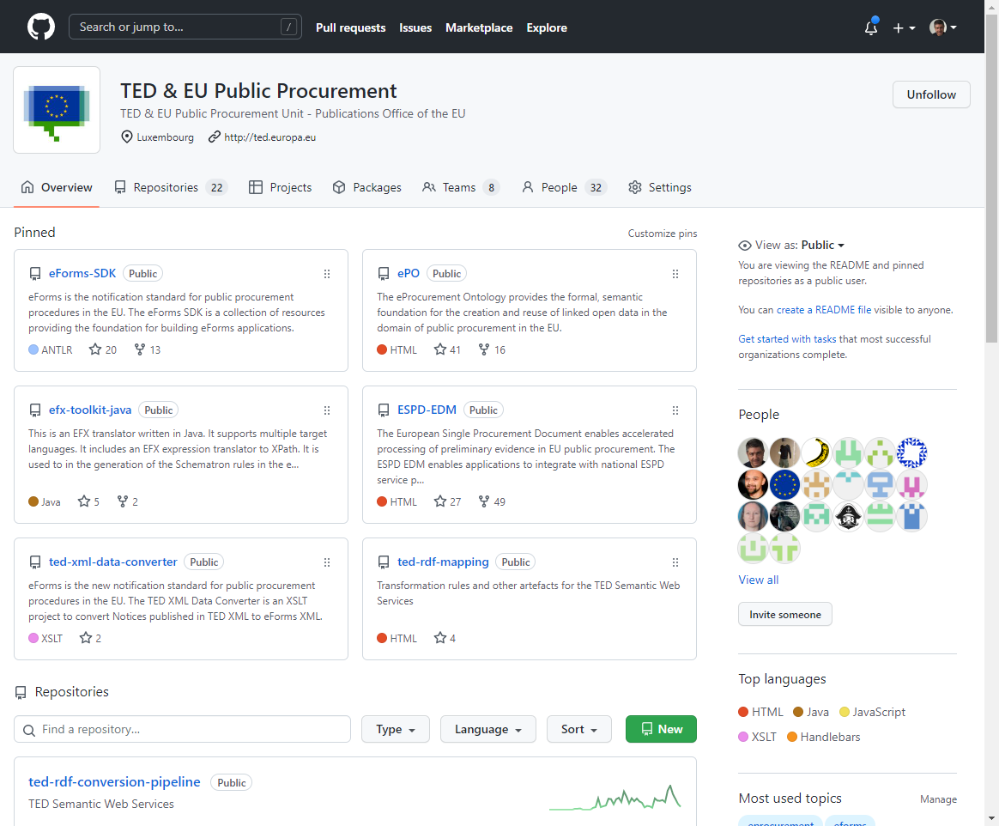 Search or jump to... /
Pull requests Issues Marketplace Explore
TED & EU Public Procurement
TED & EU Public Procurement Unit - Publications Office of the EU
Luxembourg http://ted.europa.eu
Unfollow
Overview Repositories 22 Projects Packages Teams 8 People 32 Settings
Pinned
Customize pins
eForms-SDK Public
eForms is the notification standard for public procurement
procedures in the EU. The eForms SDK is a collection of resources
providing the foundation for building eForms applications.
ANTLR 20 13
ePO Public
The eProcurement Ontology provides the formal, semantic
foundation for the creation and reuse of linked open data in the
domain of public procurement in the EU.
HTML 41 16
efx-toolkit-java Public
This is an EFX translator written in Java. It supports multiple target
languages. It includes an EFX expression translator to XPath. It is
used to in the generation of the Schematron rules in the e...
Java 5 2
ESPD-EDM Public
The European Single Procurement Document enables accelerated
processing of preliminary evidence in EU public procurement. The
ESPD EDM enables applications to integrate with national ESPD
service p...
HTML 27 49
ted-xml-data-converter Public
eForms is the new notification standard for public procurement
procedures in the EU. The TED XML Data Converter is an XSLT
project to convert Notices published in TED XML to eForms XML.
XSLT 2
ted-rdf-mapping Public
Transformation rules and other artefacts for the TED Semantic Web
Services
HTML 4
Repositories
Find a repository...
Type Language Sort New
ted-rdf-conversion-pipeline Public
TED Semantic Web Services
View as: Public
You are viewing the README and pinned
repositories as a public user.
You can create a README file visible to anyone.
Get started with tasks that most successful
organizations complete.
People
View all
Invite someone
Top languages
HTML Java JavaScript
XSLT Handlebars
Most used topics
Manage
eprocurement eforms